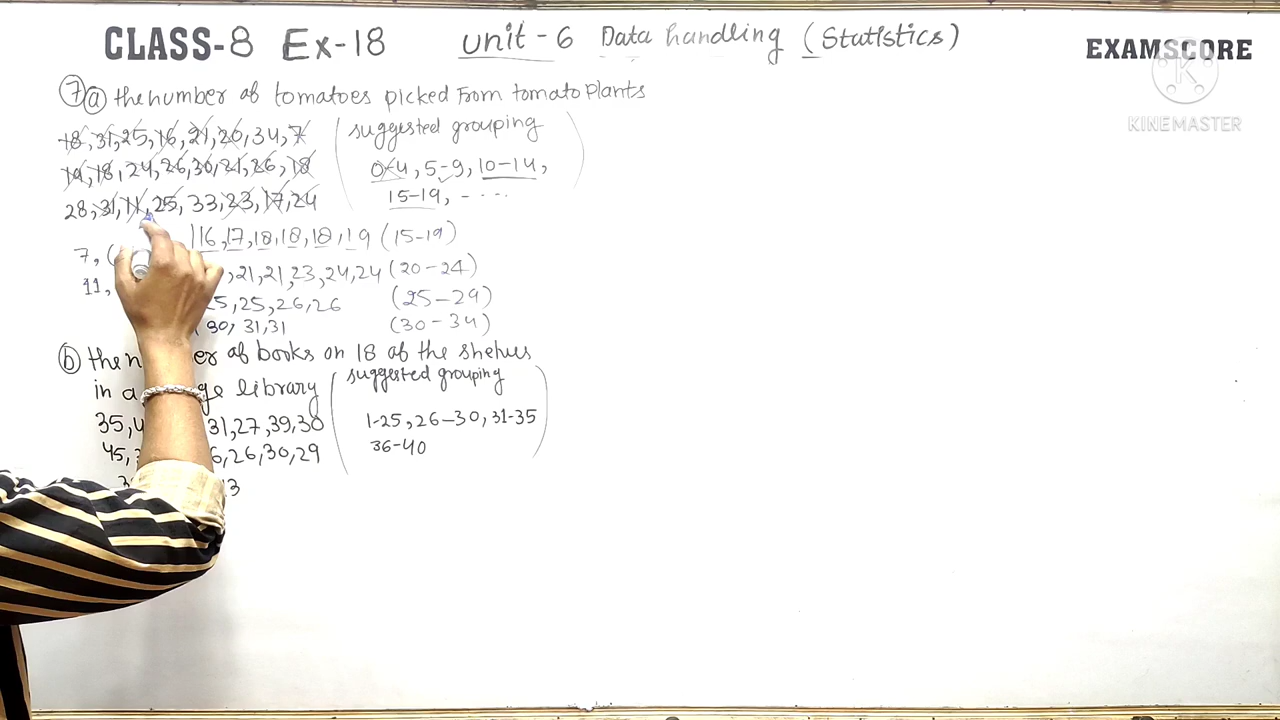 CLASS-8 Ex-18 unit - 6 Data handling (Statistics)
EXAMSCORE
KINEMASTER
7 a the number of tomatoes picked From tomato Plants
18, 31, 25, 16, 21, 20, 34, 7
19, 18, 24, 26, 30, 21, 26, 18
28, 31, 11, 25, 33, 23, 17, 24
(suggested grouping
0-4, 5-9, 10-14,
15-19, - ....)
7, ( 16, 17, 18, 18, 18, 19 (15-19)
11, , 21, 21, 23, 24, 24 (20-24)
25, 25, 26, 26 (25-29)
30, 31, 31 (30-34)
b the of books on 18 of the shelves
in a library
35, 31, 27, 39, 30
45, 26, 30, 29
(suggested grouping
1-25, 26-30, 31-35
36-40)